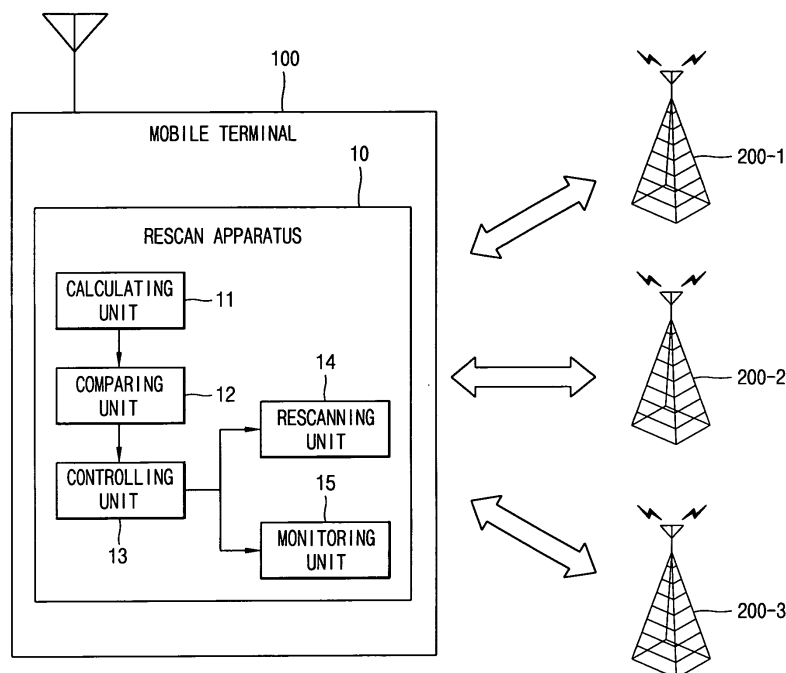 100
MOBILE TERMINAL
10
RESCAN APPARATUS
CALCULATING
UNIT
11
COMPARING
UNIT
12
CONTROLLING
UNIT
13
14
RESCANNING
UNIT
15
MONITORING
UNIT
200-1
200-2
200-3